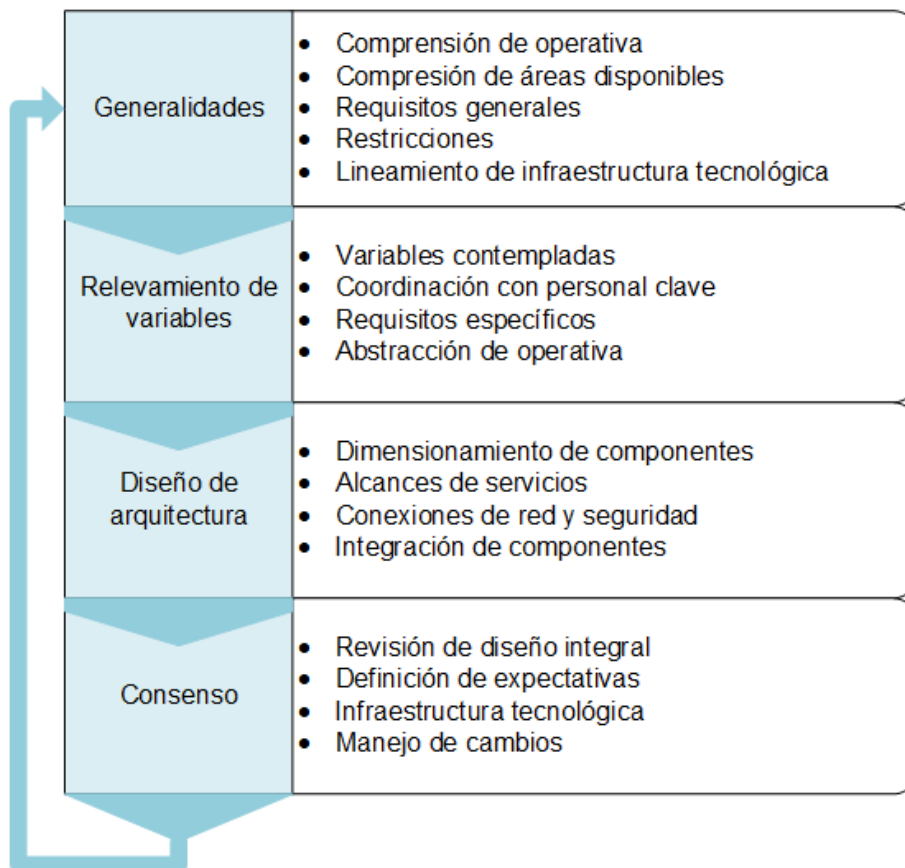 Generalidades
• Comprensión de operativa
• Compresión de áreas disponibles
• Requisitos generales
• Restricciones
• Lineamiento de infraestructura tecnológica
Relevamiento de
variables
• Variables contempladas
• Coordinación con personal clave
• Requisitos específicos
• Abstracción de operativa
Diseño de
arquitectura
• Dimensionamiento de componentes
• Alcances de servicios
• Conexiones de red y seguridad
• Integración de componentes
Consenso
• Revisión de diseño integral
• Definición de expectativas
• Infraestructura tecnológica
• Manejo de cambios